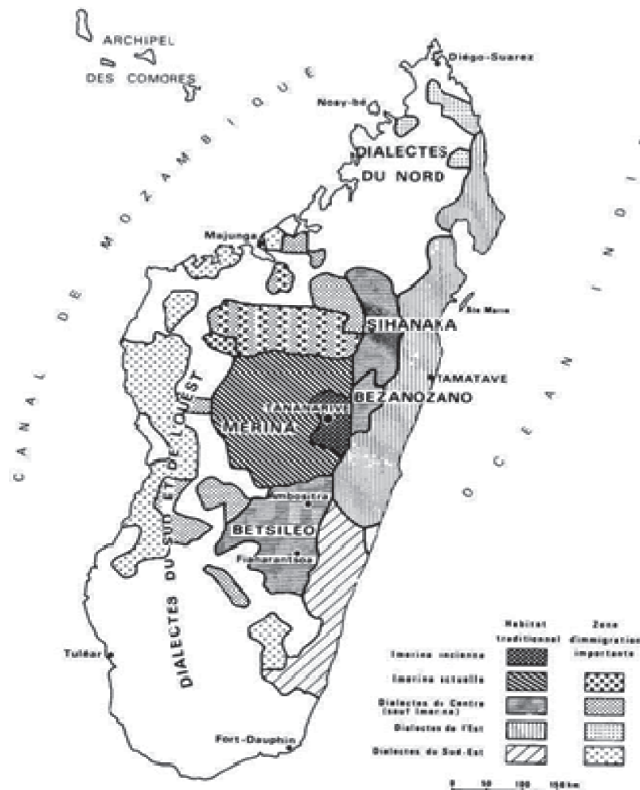 ARCHIPEL
DES COMORES
Diégo-Suarez
Nosy-bé
DIALECTES
DU NORD
CANAL DE MOZAMBIQUE
Majunga
Ste Marie
SIHANAKA
TAMATAVE
BEZANOZANO
TANANARIVE
MERINA
OCEAN INDI
DIALECTES DU SUD ET DE L'OUEST
Ambositra
BETSILEO
Fianarantsoa
Tuléar
Fort-Dauphin
Habitat
traditionnel
Zone
d'immigration
importante
Imerina ancienne
Imerina actuelle
Dialectes du Centre
(sauf Imerina)
Dialectes de l'Est
Dialectes du Sud-Est
0 50 100 150 km